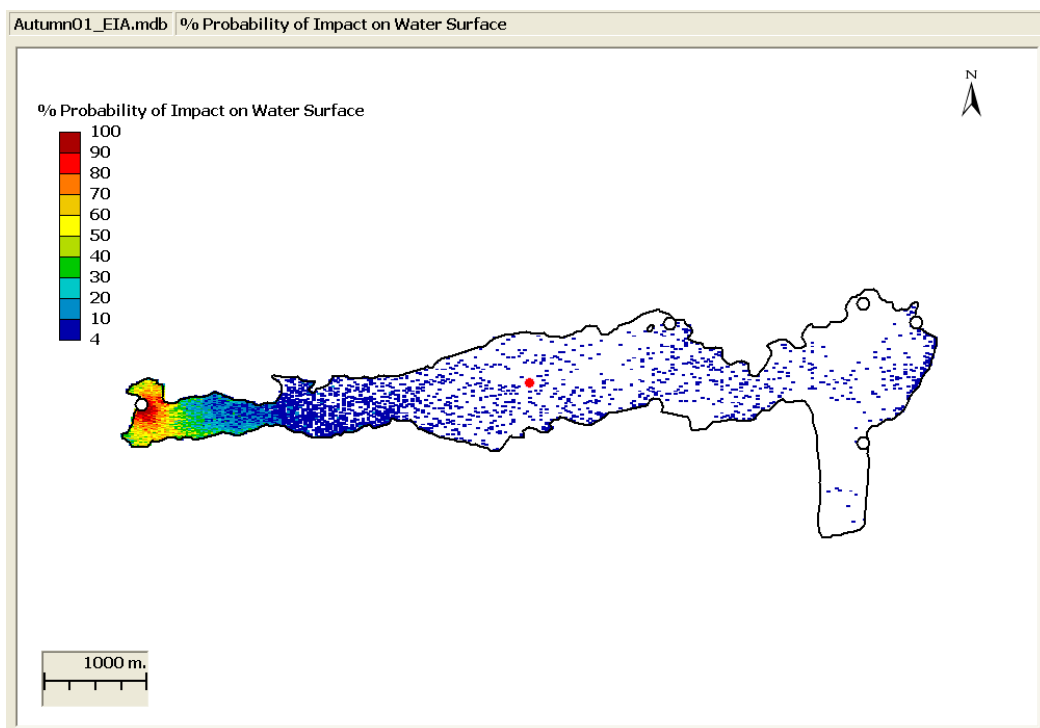 Autumn01_EIA.mdb % Probability of Impact on Water Surface
N
% Probability of Impact on Water Surface
100
90
80
70
60
50
40
30
20
10
4
1000 m.